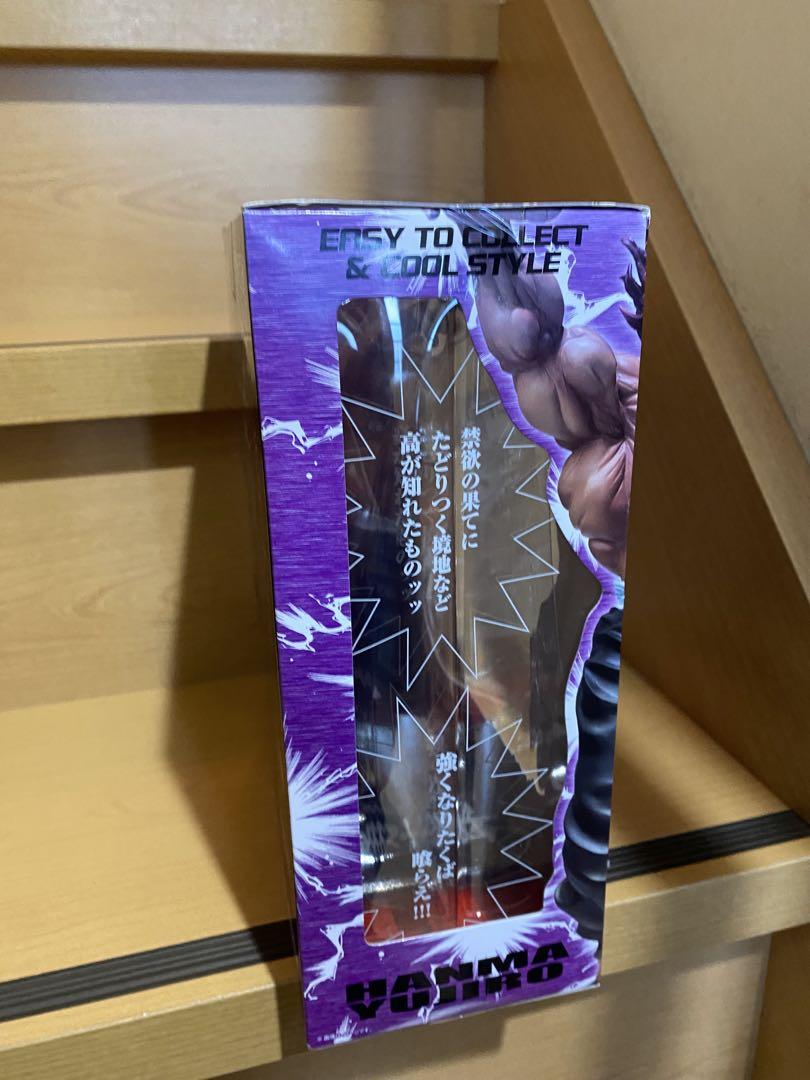 EASY TO COLLECT
& COOL STYLE
禁欲の果てに
たどりつく境地など
高が知れたものッッ
強くなりたくば
喰らえ!!!
HANMA
YUJIRO